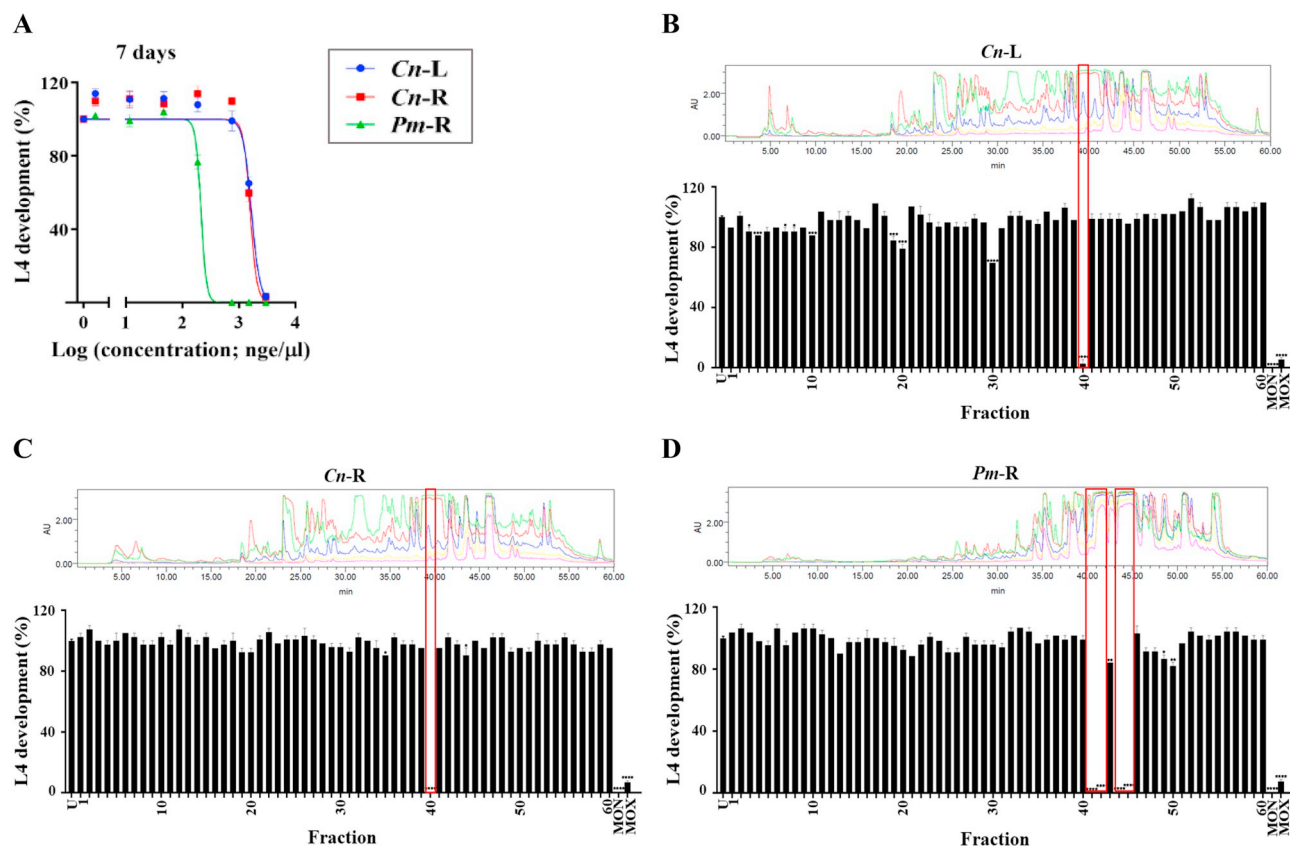 A
7 days
L4 development (%)
120
80
40
0
1
2
3
4
Log (concentration; nge/µl)
Cn-L
Cn-R
Pm-R
B
Cn-L
AU
2.00
0.00
5.00 10.00 15.00 20.00 25.00 30.00 35.00 40.00 45.00 50.00 55.00 60.00
min
L4 development (%)
120
80
40
0
U 1 10 20 30 40 50 60 MON MOX
Fraction
C
Cn-R
AU
2.00
0.00
5.00 10.00 15.00 20.00 25.00 30.00 35.00 40.00 45.00 50.00 55.00 60.00
min
L4 development (%)
120
80
40
0
U 1 10 20 30 40 50 60 MON MOX
Fraction
D
Pm-R
AU
2.00
0.00
5.00 10.00 15.00 20.00 25.00 30.00 35.00 40.00 45.00 50.00 55.00 60.00
min
L4 development (%)
120
80
40
0
U 1 10 20 30 40 50 60 MON MOX
Fraction